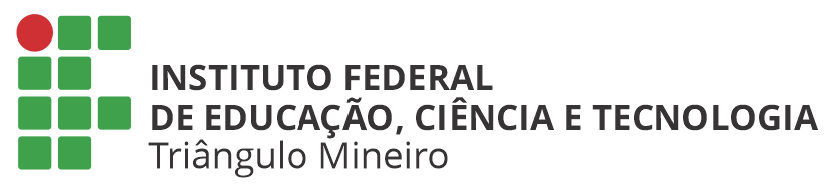 INSTITUTO FEDERAL
DE EDUCAÇÃO, CIÊNCIA E TECNOLOGIA
Triângulo Mineiro